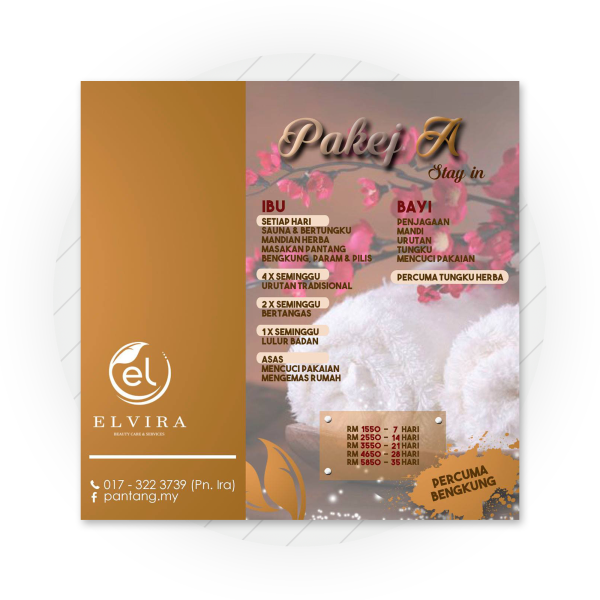 Pakej A
Stay in
IBU
SETIAP HARI
SAUNA & BERTUNGKU
MANDIAN HERBA
MASAKAN PANTANG
BENGKUNG, PARAM & PILIS
4 X SEMINGGU
URUTAN TRADISIONAL
2 X SEMINGGU
BERTANGAS
1 X SEMINGGU
LULUR BADAN
ASAS
MENCUCI PAKAIAN
MENGEMAS RUMAH
BAYI
PENJAGAAN
MANDI
URUTAN
TUNGKU
MENCUCI PAKAIAN
PERCUMA TUNGKU HERBA
RM 1550 - 7 HARI
RM 2550 - 14 HARI
RM 3550 - 21 HARI
RM 4650 - 28 HARI
RM 5850 - 35 HARI
PERCUMA
BENGKUNG
el
ELVIRA
BEAUTY CARE & SERVICES
017 - 322 3739 (Pn. Ira)
pantang.my